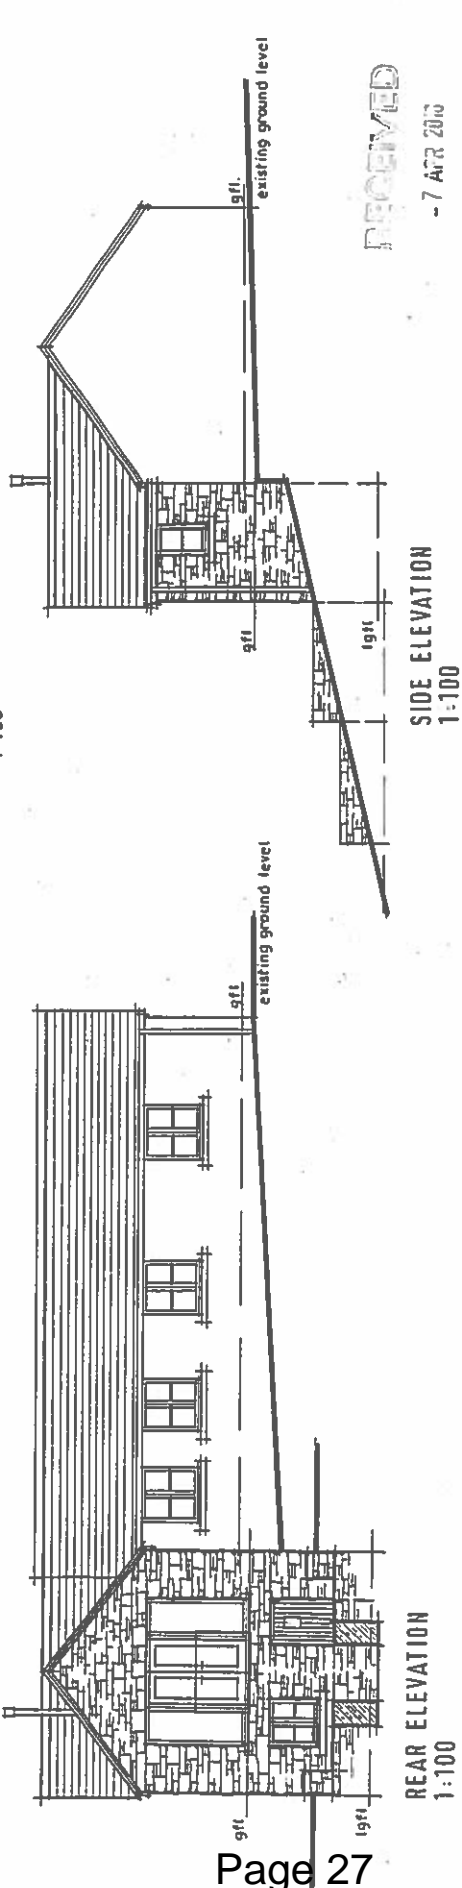 gfl
existing ground level
gfl.
existing ground level
gfl
lgfl
gfl
lgfl
REAR ELEVATION
1:100
SIDE ELEVATION
1:100
RECEIVED
- 7 APR
Page 27